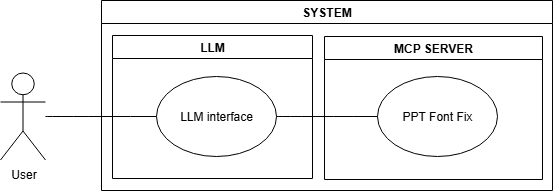 SYSTEM
LLM
MCP SERVER
LLM interface
PPT Font Fix
User